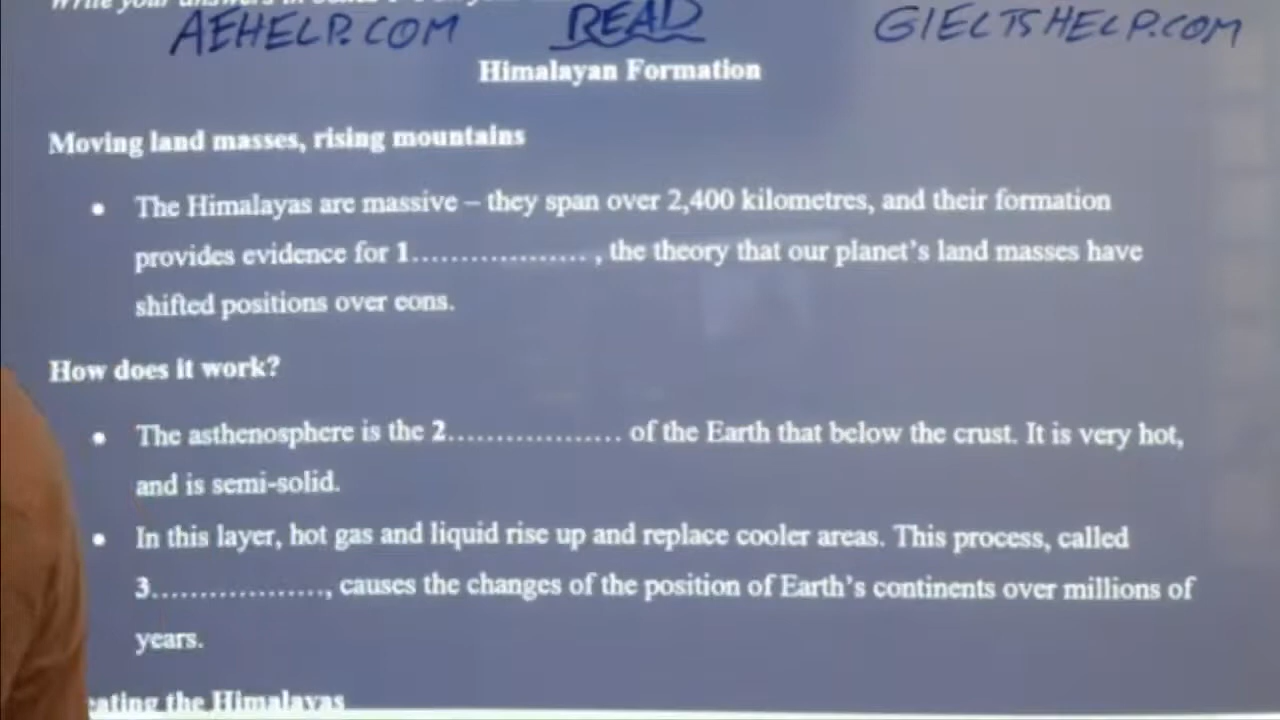 AEHELP.COM READ GIELTSHELP.COM
Himalayan Formation
Moving land masses, rising mountains
• The Himalayas are massive – they span over 2,400 kilometres, and their formation
provides evidence for 1.................. , the theory that our planet's land masses have
shifted positions over eons.
How does it work?
• The asthenosphere is the 2.................. of the Earth that below the crust. It is very hot,
and is semi-solid.
• In this layer, hot gas and liquid rise up and replace cooler areas. This process, called
3.................., causes the changes of the position of Earth's continents over millions of
years.
the Himalayas